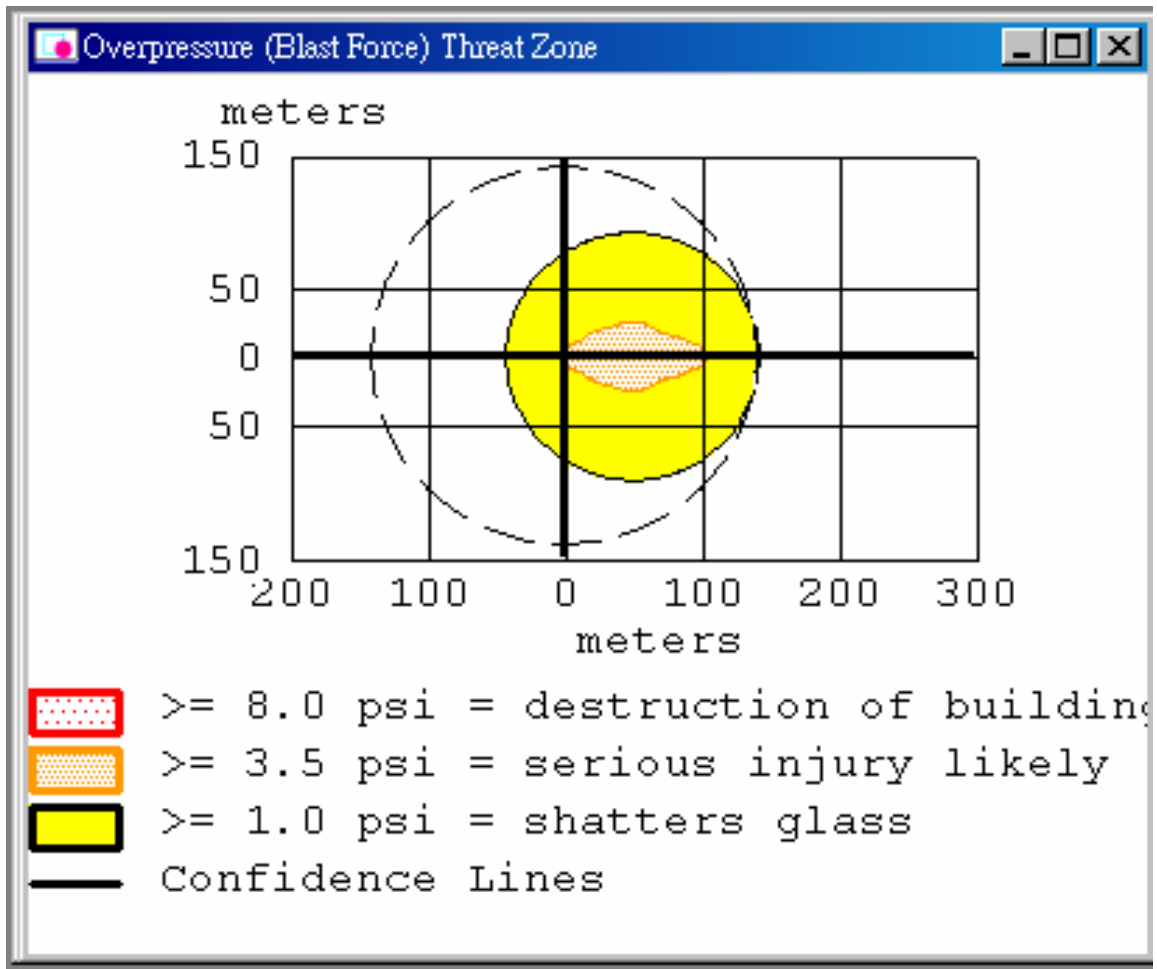 Overpressure (Blast Force) Threat Zone
meters
150
50
0
50
150
200 100 0 100 200 300
meters
>= 8.0 psi = destruction of building
>= 3.5 psi = serious injury likely
>= 1.0 psi = shatters glass
Confidence Lines